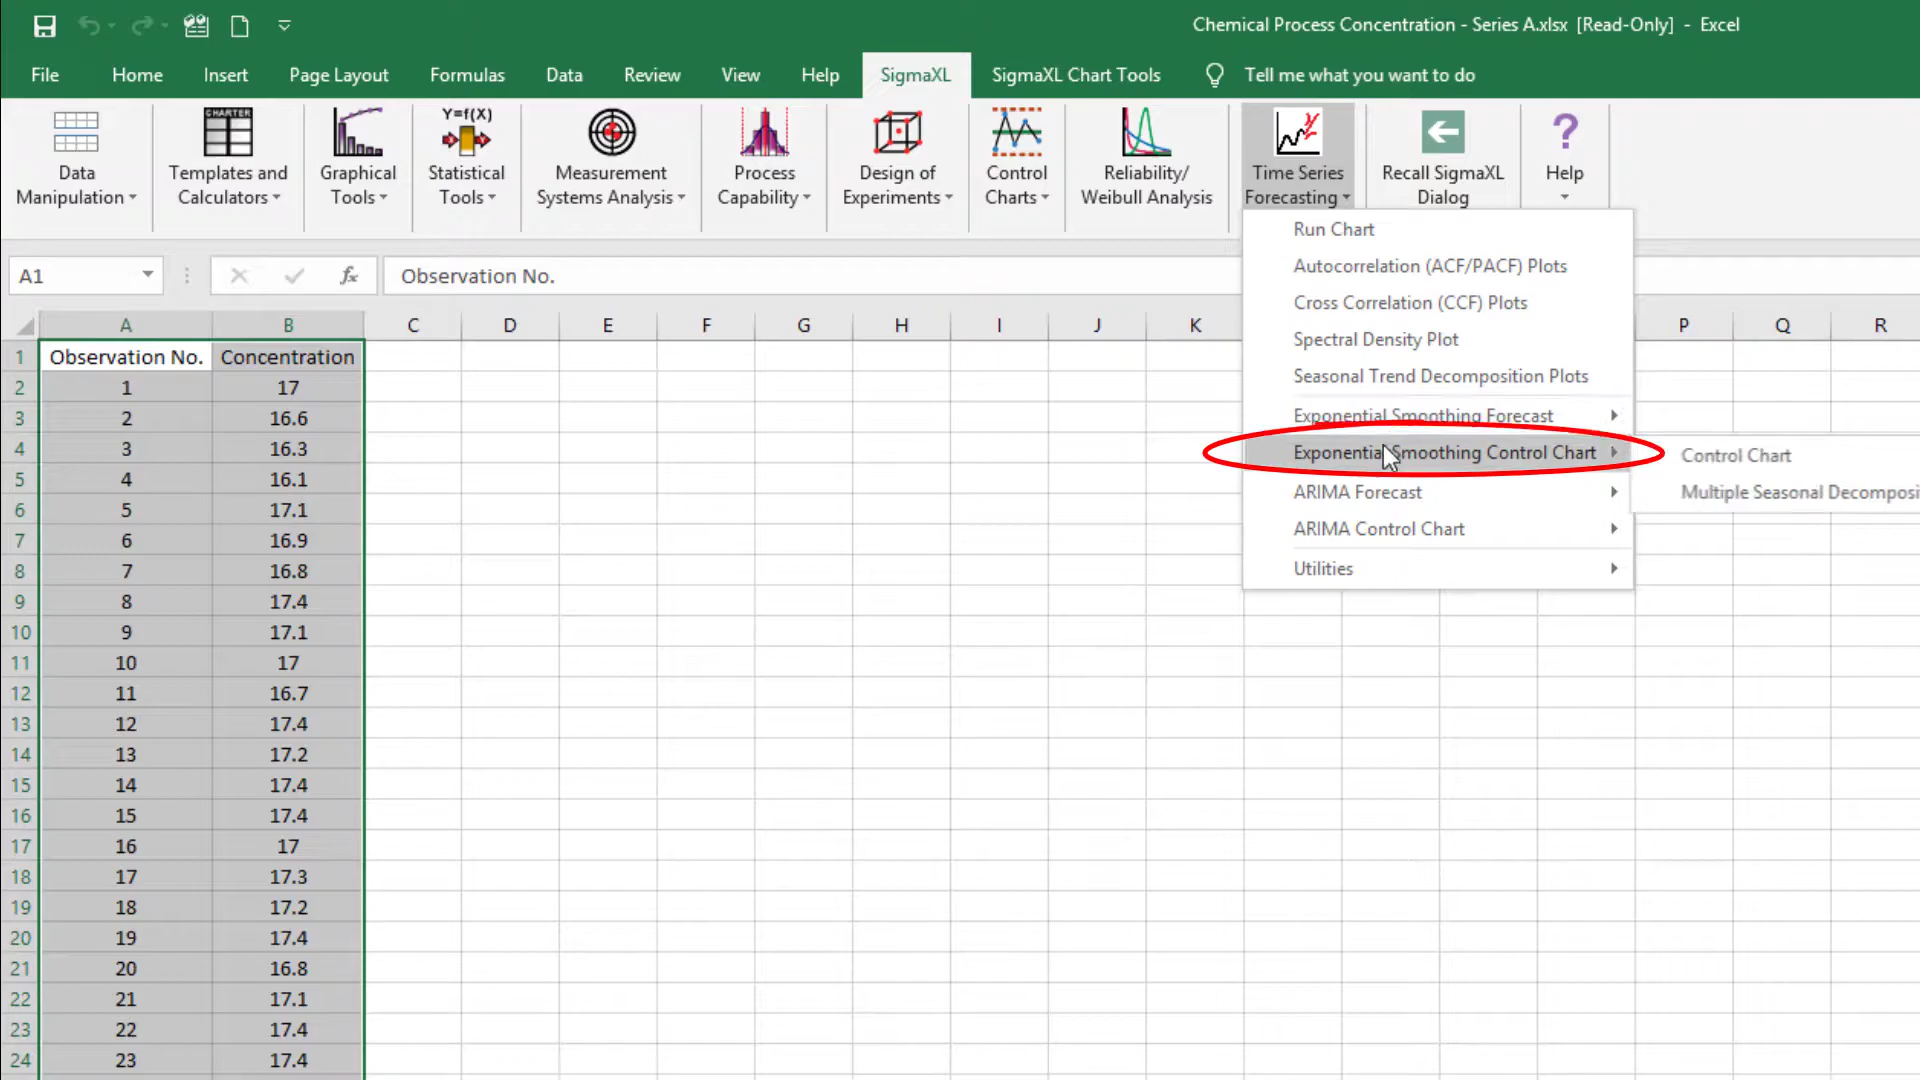 Chemical Process Concentration - Series A.xlsx [Read-Only] - Excel
File Home Insert Page Layout Formulas Data Review View Help SigmaXL SigmaXL Chart Tools Tell me what you want to do
CHARTER
Y=f(X)
Data Manipulation
Templates and Calculators
Graphical Tools
Statistical Tools
Measurement Systems Analysis
Process Capability
Design of Experiments
Control Charts
Reliability/ Weibull Analysis
Time Series Forecasting
Recall SigmaXL Dialog
Help
Run Chart
Autocorrelation (ACF/PACF) Plots
Cross Correlation (CCF) Plots
Spectral Density Plot
Seasonal Trend Decomposition Plots
Exponential Smoothing Forecast
Exponential Smoothing Control Chart
ARIMA Forecast
ARIMA Control Chart
Utilities
Control Chart
Multiple Seasonal Decomposi
A1 fx Observation No.
A B C D E F G H I J K P Q R
1 Observation No. Concentration
2 1 17
3 2 16.6
4 3 16.3
5 4 16.1
6 5 17.1
7 6 16.9
8 7 16.8
9 8 17.4
10 9 17.1
11 10 17
12 11 16.7
13 12 17.4
14 13 17.2
15 14 17.4
16 15 17.4
17 16 17
18 17 17.3
19 18 17.2
20 19 17.4
21 20 16.8
22 21 17.1
23 22 17.4
24 23 17.4